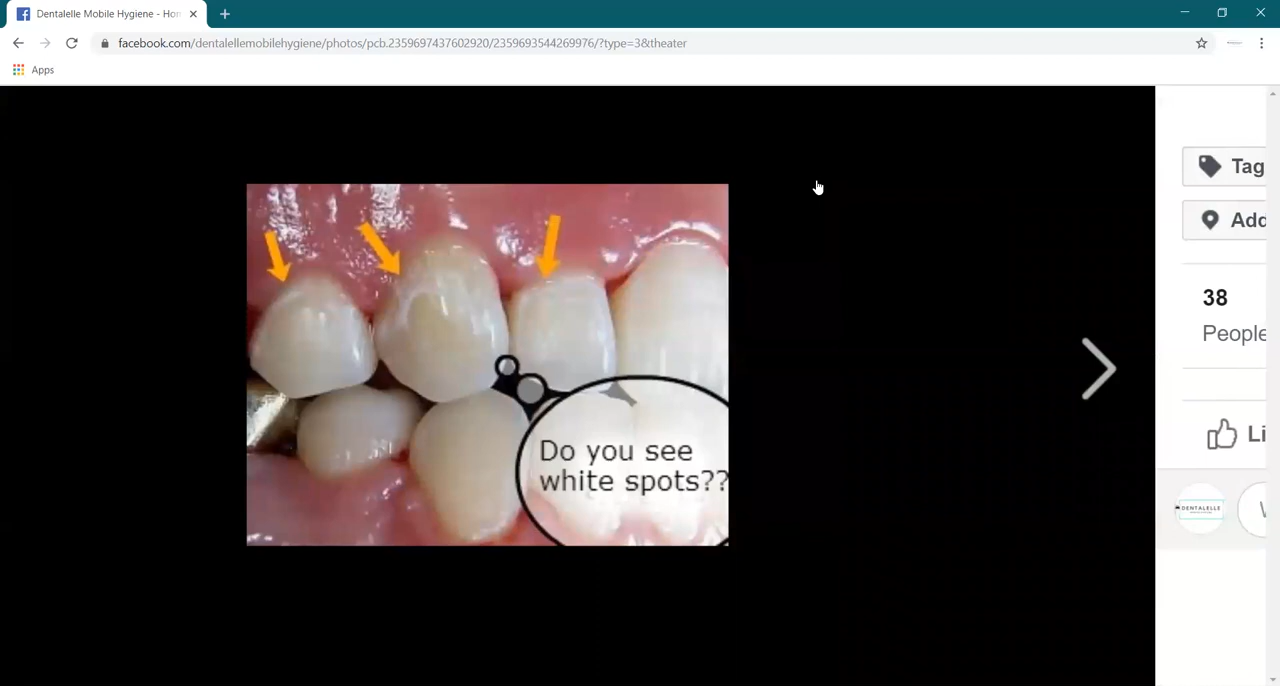 Dentalelle Mobile Hygiene - Hom
facebook.com/dentalellemobilehygiene/photos/pcb.2359697437602920/2359693544269976/?type=3&theater
Apps
Tag
Add
38
People
Li
DENTALELLE
Do you see
white spots??